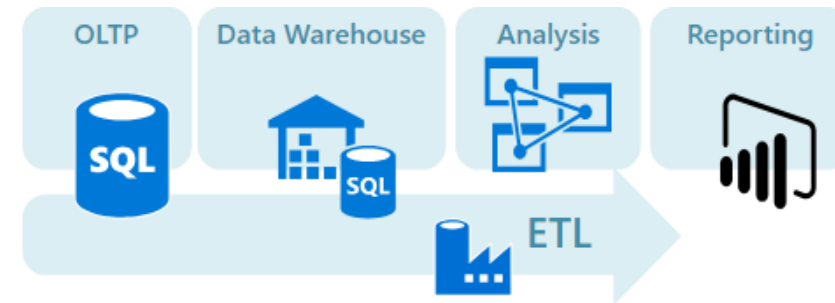 OLTP
Data Warehouse
Analysis
Reporting
SQL
SQL
ETL